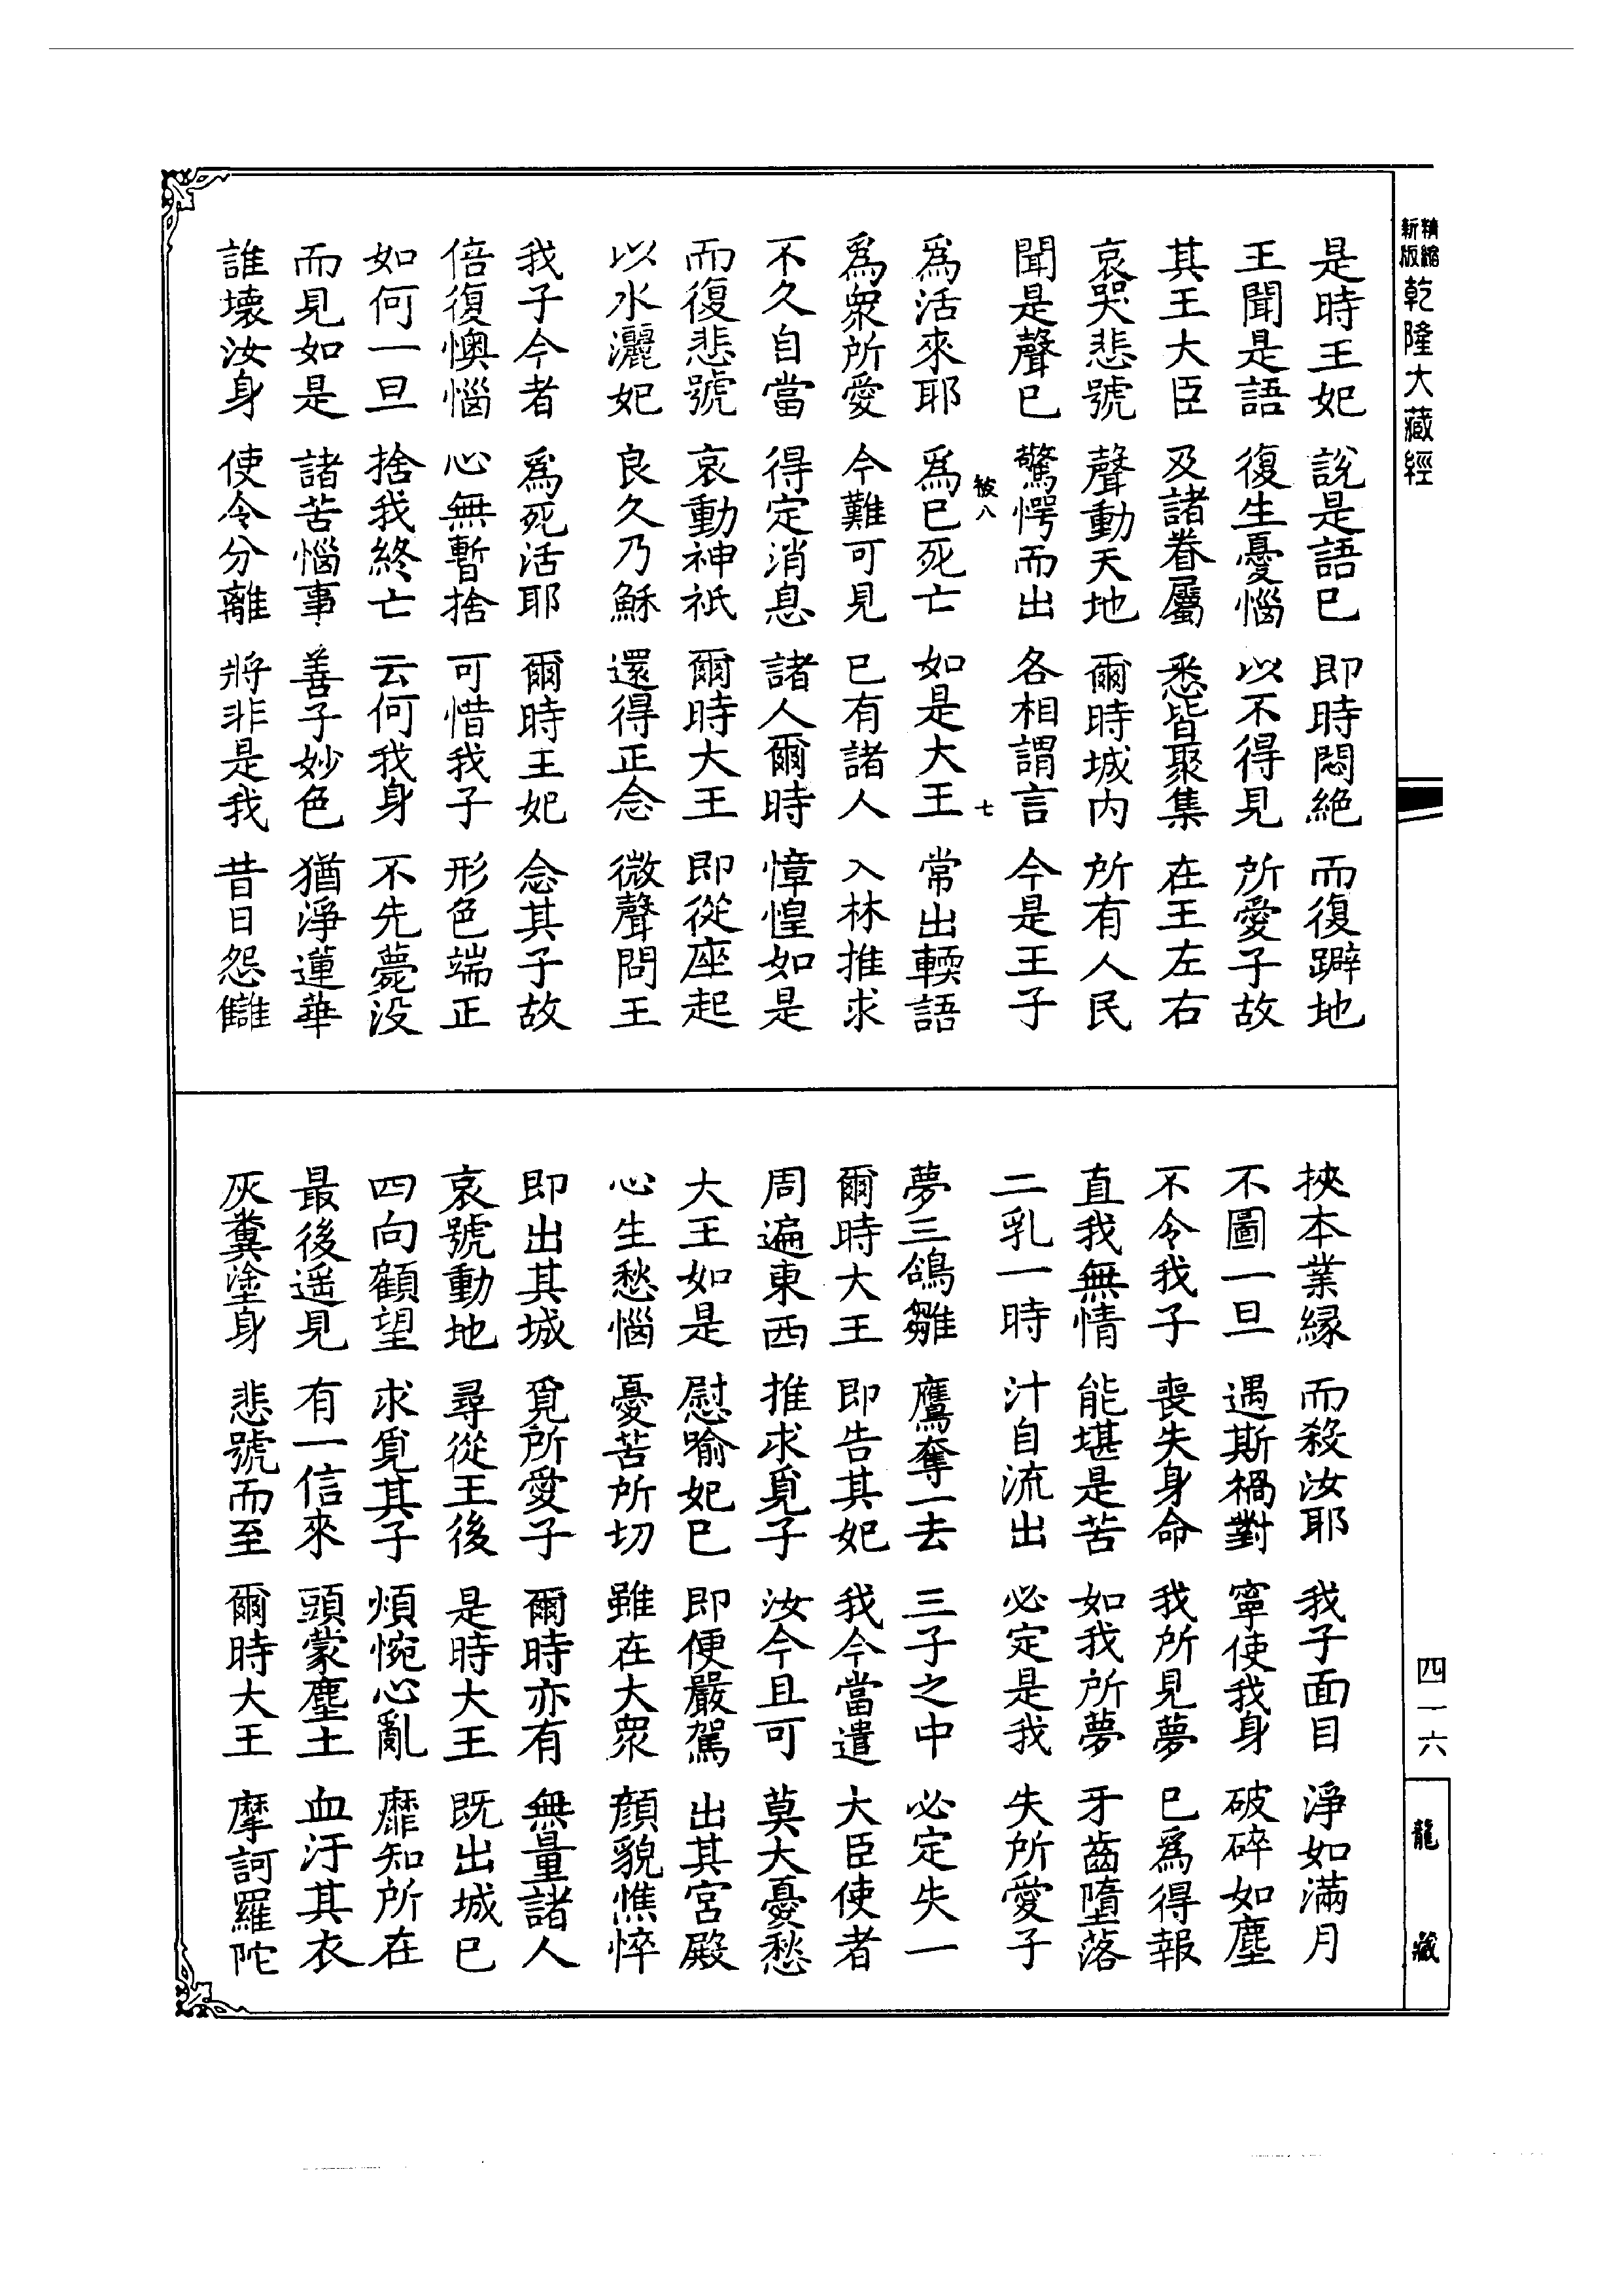 精縮新版乾隆大藏經
是時王妃 說是語已 即時悶絕 而復躃地
王聞是語 復生憂惱 以不得見 所愛子故
其王大臣 及諸眷屬 悉皆聚集 在王左右
哀哭悲號 聲動天地 爾時城內 所有人民
聞是聲已 驚愕而出 各相謂言 今是王子
被八 七
爲活來耶 爲已死亡 如是大王 常出輭語
爲衆所愛 今難可見 已有諸人 入林推求
不久自當 得定消息 諸人爾時 慞惶如是
而復悲號 哀動神祇 爾時大王 即從座起
以水灑妃 良久乃穌 還得正念 微聲問王
我子今者 爲死活耶 爾時王妃 念其子故
倍復懊惱 心無暫捨 可惜我子 形色端正
如何一旦 捨我終亡 云何我身 不先薨没
而見如是 諸苦惱事 善子妙色 猶淨蓮華
誰壞汝身 使令分離 將非是我 昔日怨讎
挾本業緣 而殺汝耶 我子面目 淨如滿月
不圖一旦 遇斯禍對 寧使我身 破碎如塵
不令我子 喪失身命 我所見夢 已爲得報
直我無情 能堪是苦 如我所夢 牙齒墮落
二乳一時 汁自流出 必定是我 失所愛子
夢三鴿雛 鷹奪一去 三子之中 必定失一
爾時大王 即告其妃 我今當遣 大臣使者
周遍東西 推求覓子 汝今且可 莫大憂愁
大王如是 慰喻妃已 即便嚴駕 出其宮殿
心生愁惱 憂苦所切 雖在大衆 顏貌憔悴
即出其城 覓所愛子 爾時亦有 無量諸人
哀號動地 尋從王後 是時大王 既出城已
四向顧望 求覓其子 煩惋心亂 靡知所在
最後遥見 有一信來 頭蒙塵土 血汙其衣
灰糞塗身 悲號而至 爾時大王 摩訶羅陀
四一六
龍藏